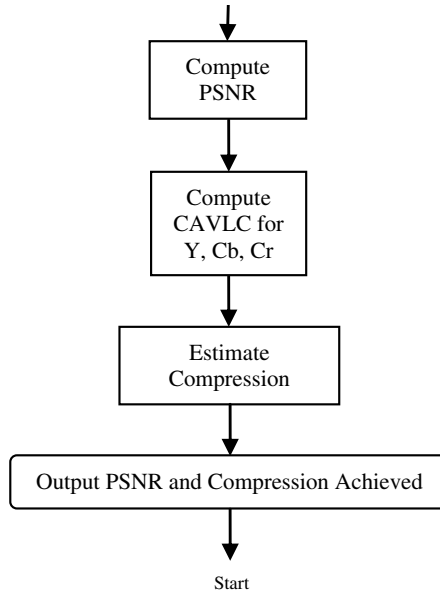 Compute
PSNR
Compute
CAVLC for
Y, Cb, Cr
Estimate
Compression
Output PSNR and Compression Achieved
Start